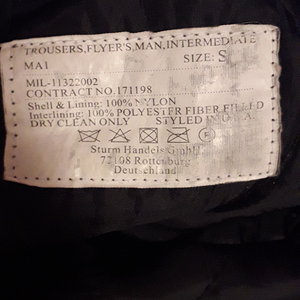 TROUSERS,FLYER'S,MAN,INTERMEDIATE
MA1 SIZE: S
MIL-11322002
CONTRACT NO.171198
Shell & Lining: 100% NYLON
Interlining: 100% POLYESTER FIBER FILLED
DRY CLEAN ONLY STYLED IN
Sturm Handels GmbH
72108 Rottenburg
Deutschland